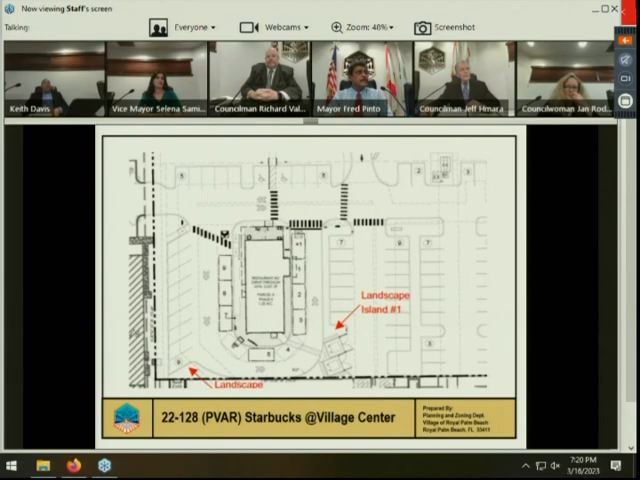 Now viewing Staff's screen
Talking:
Everyone
Webcams
Zoom: 48%
Screenshot
Keith Davis
Vice Mayor Selena Sami...
Councilman Richard Val...
Mayor Fred Pinto
Councilman Jeff Hmara
Councilwoman Jan Rod...
Landscape
Island #1
Landscape
22-128 (PVAR) Starbucks @Village Center
Prepared By:
Planning and Zoning Dept.
Village of Royal Palm Beach
Royal Palm Beach, FL 33411
7:20 PM
3/16/2023